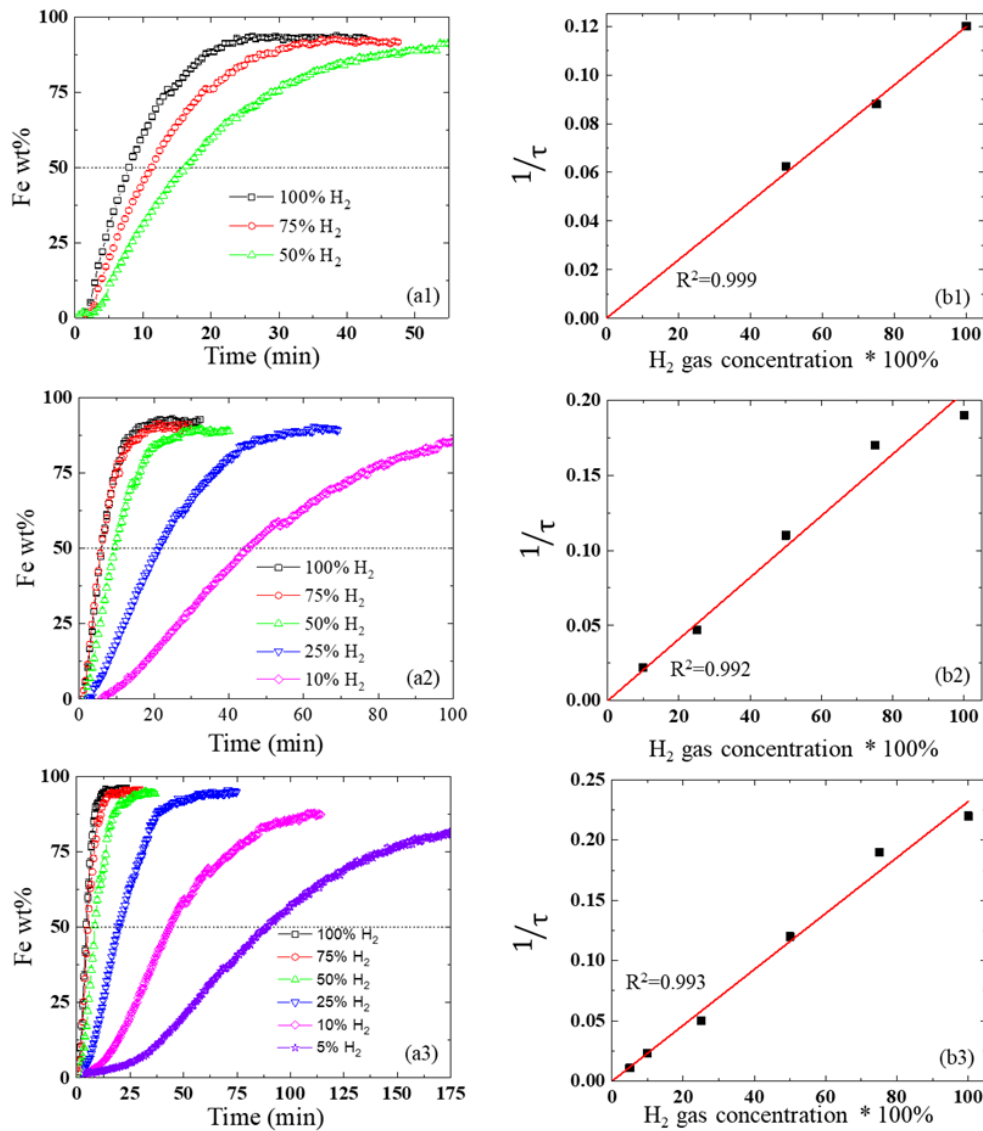 100
75
50
25
0
Fe wt%
0 10 20 30 40 50
Time (min)
100% H2
75% H2
50% H2
(a1)
0.12
0.10
0.08
0.06
0.04
0.02
0.00
1/τ
0 20 40 60 80 100
H2 gas concentration * 100%
R2=0.999
(b1)
100
75
50
25
0
Fe wt%
0 20 40 60 80 100
Time (min)
100% H2
75% H2
50% H2
25% H2
10% H2
(a2)
0.20
0.15
0.10
0.05
0.00
1/τ
0 20 40 60 80 100
H2 gas concentration * 100%
R2=0.992
(b2)
100
75
50
25
0
Fe wt%
0 25 50 75 100 125 150 175
Time (min)
100% H2
75% H2
50% H2
25% H2
10% H2
5% H2
(a3)
0.25
0.20
0.15
0.10
0.05
0.00
1/τ
0 20 40 60 80 100
H2 gas concentration * 100%
R2=0.993
(b3)